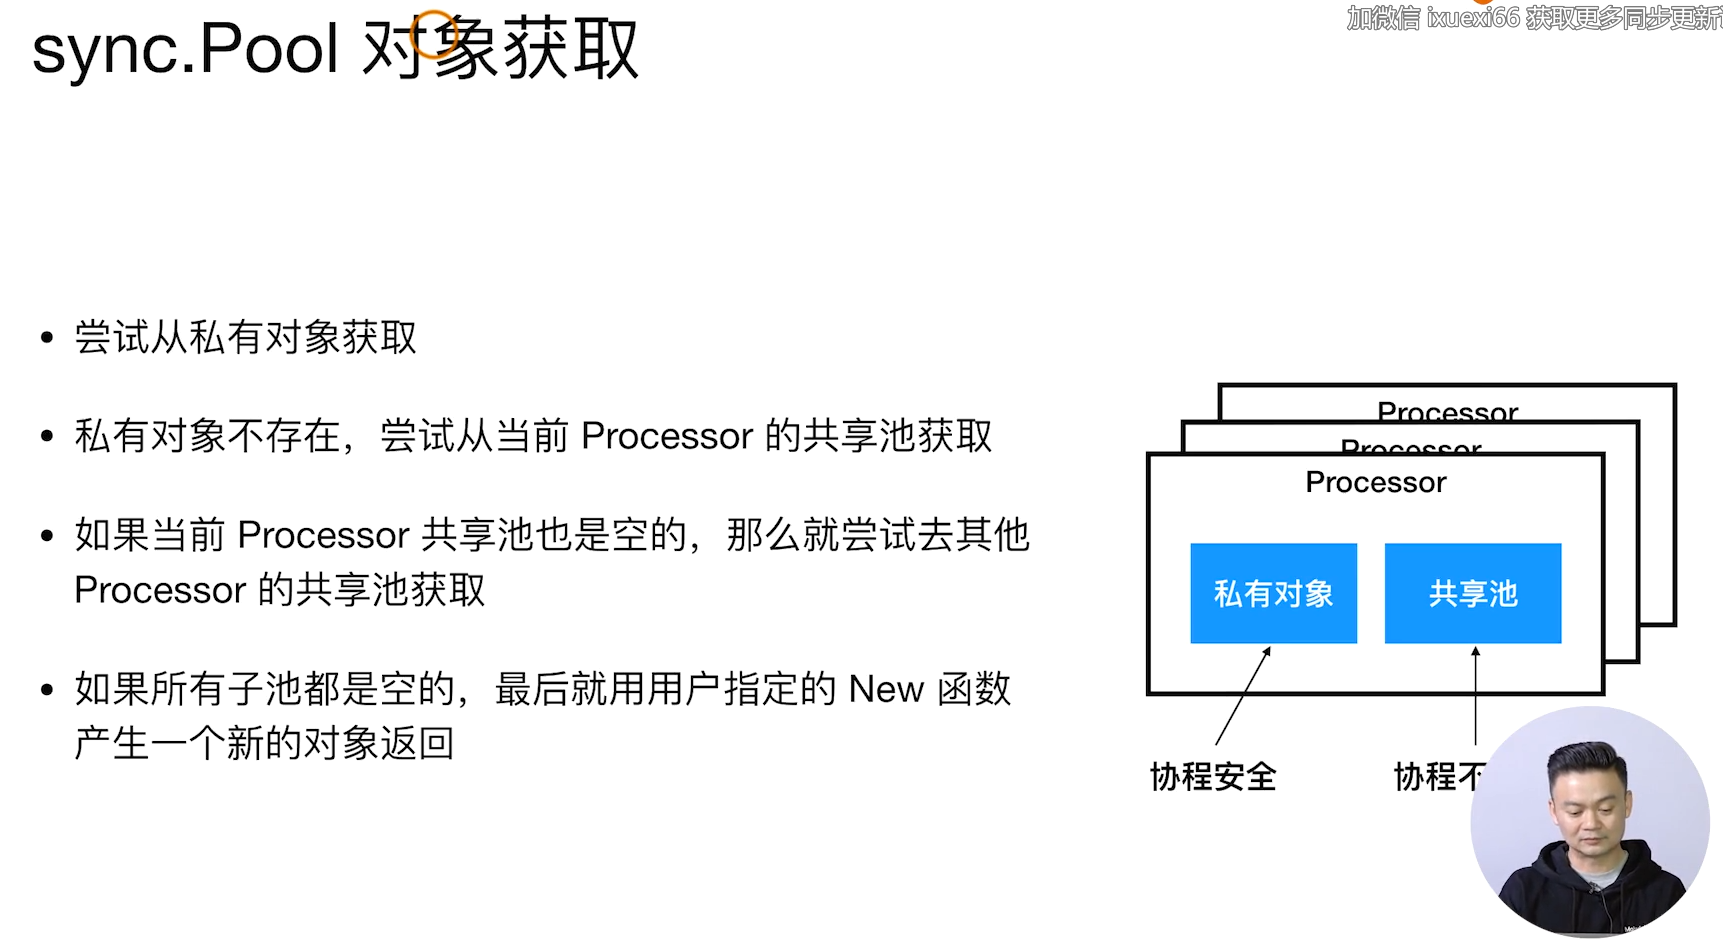 加微信 ixuexi66 获取更多同步更新
sync.Pool 对象获取
• 尝试从私有对象获取
• 私有对象不存在，尝试从当前 Processor 的共享池获取
• 如果当前 Processor 共享池也是空的，那么就尝试去其他
Processor 的共享池获取
• 如果所有子池都是空的，最后就用用户指定的 New 函数
产生一个新的对象返回
Processor
Processor
Processor
私有对象
共享池
协程安全
协程不